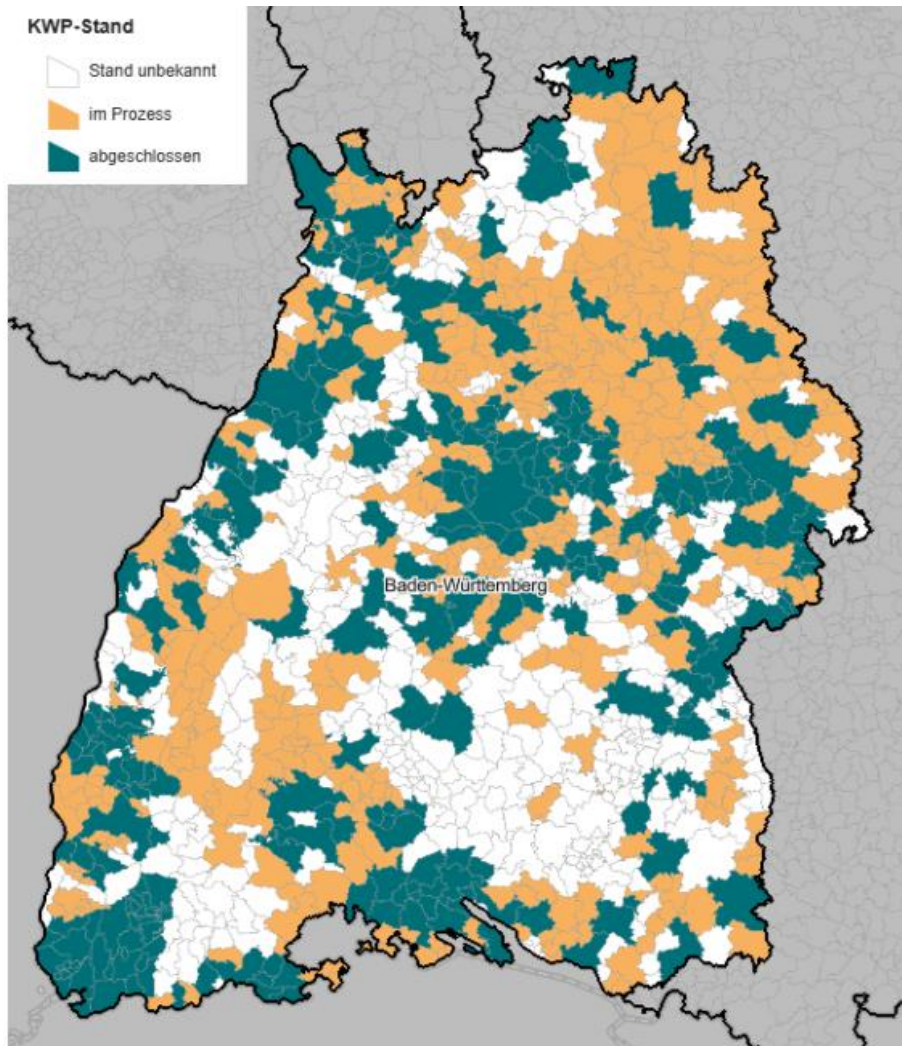 KWP-Stand
Stand unbekannt
im Prozess
abgeschlossen
Baden-Württemberg